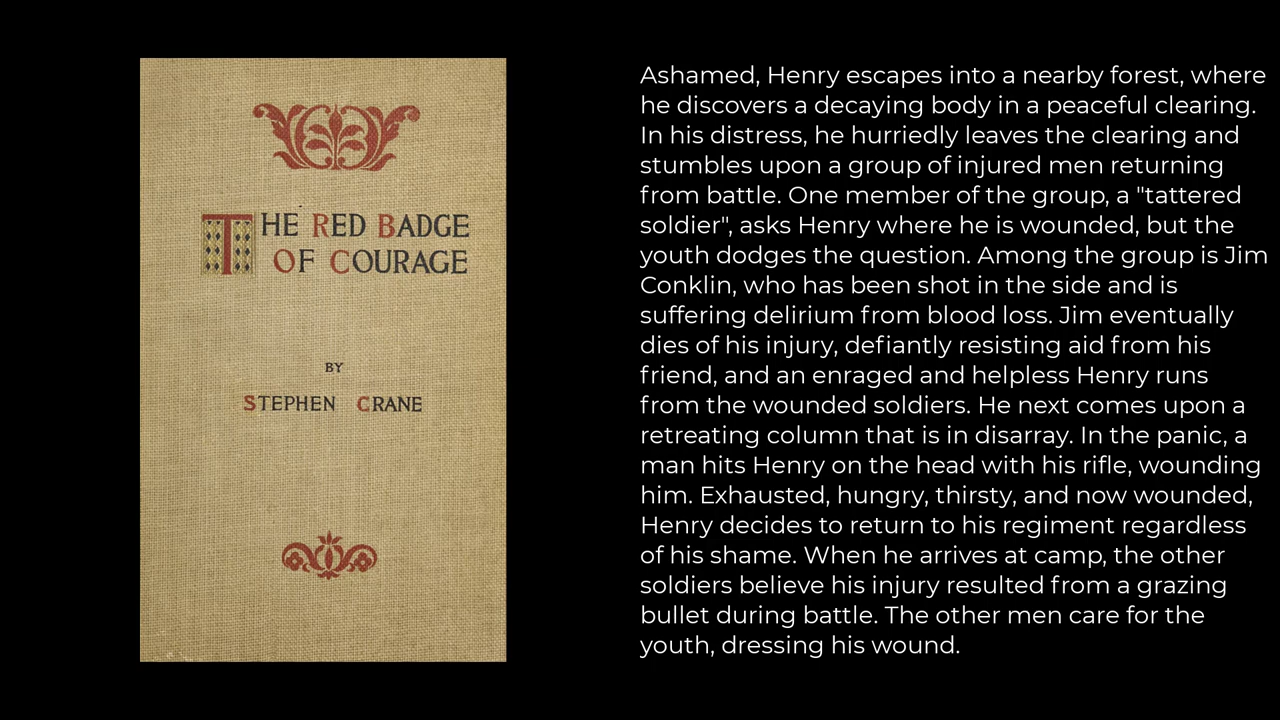 THE RED BADGE
OF COURAGE
BY
STEPHEN CRANE
Ashamed, Henry escapes into a nearby forest, where
he discovers a decaying body in a peaceful clearing.
In his distress, he hurriedly leaves the clearing and
stumbles upon a group of injured men returning
from battle. One member of the group, a "tattered
soldier", asks Henry where he is wounded, but the
youth dodges the question. Among the group is Jim
Conklin, who has been shot in the side and is
suffering delirium from blood loss. Jim eventually
dies of his injury, defiantly resisting aid from his
friend, and an enraged and helpless Henry runs
from the wounded soldiers. He next comes upon a
retreating column that is in disarray. In the panic, a
man hits Henry on the head with his rifle, wounding
him. Exhausted, hungry, thirsty, and now wounded,
Henry decides to return to his regiment regardless
of his shame. When he arrives at camp, the other
soldiers believe his injury resulted from a grazing
bullet during battle. The other men care for the
youth, dressing his wound.